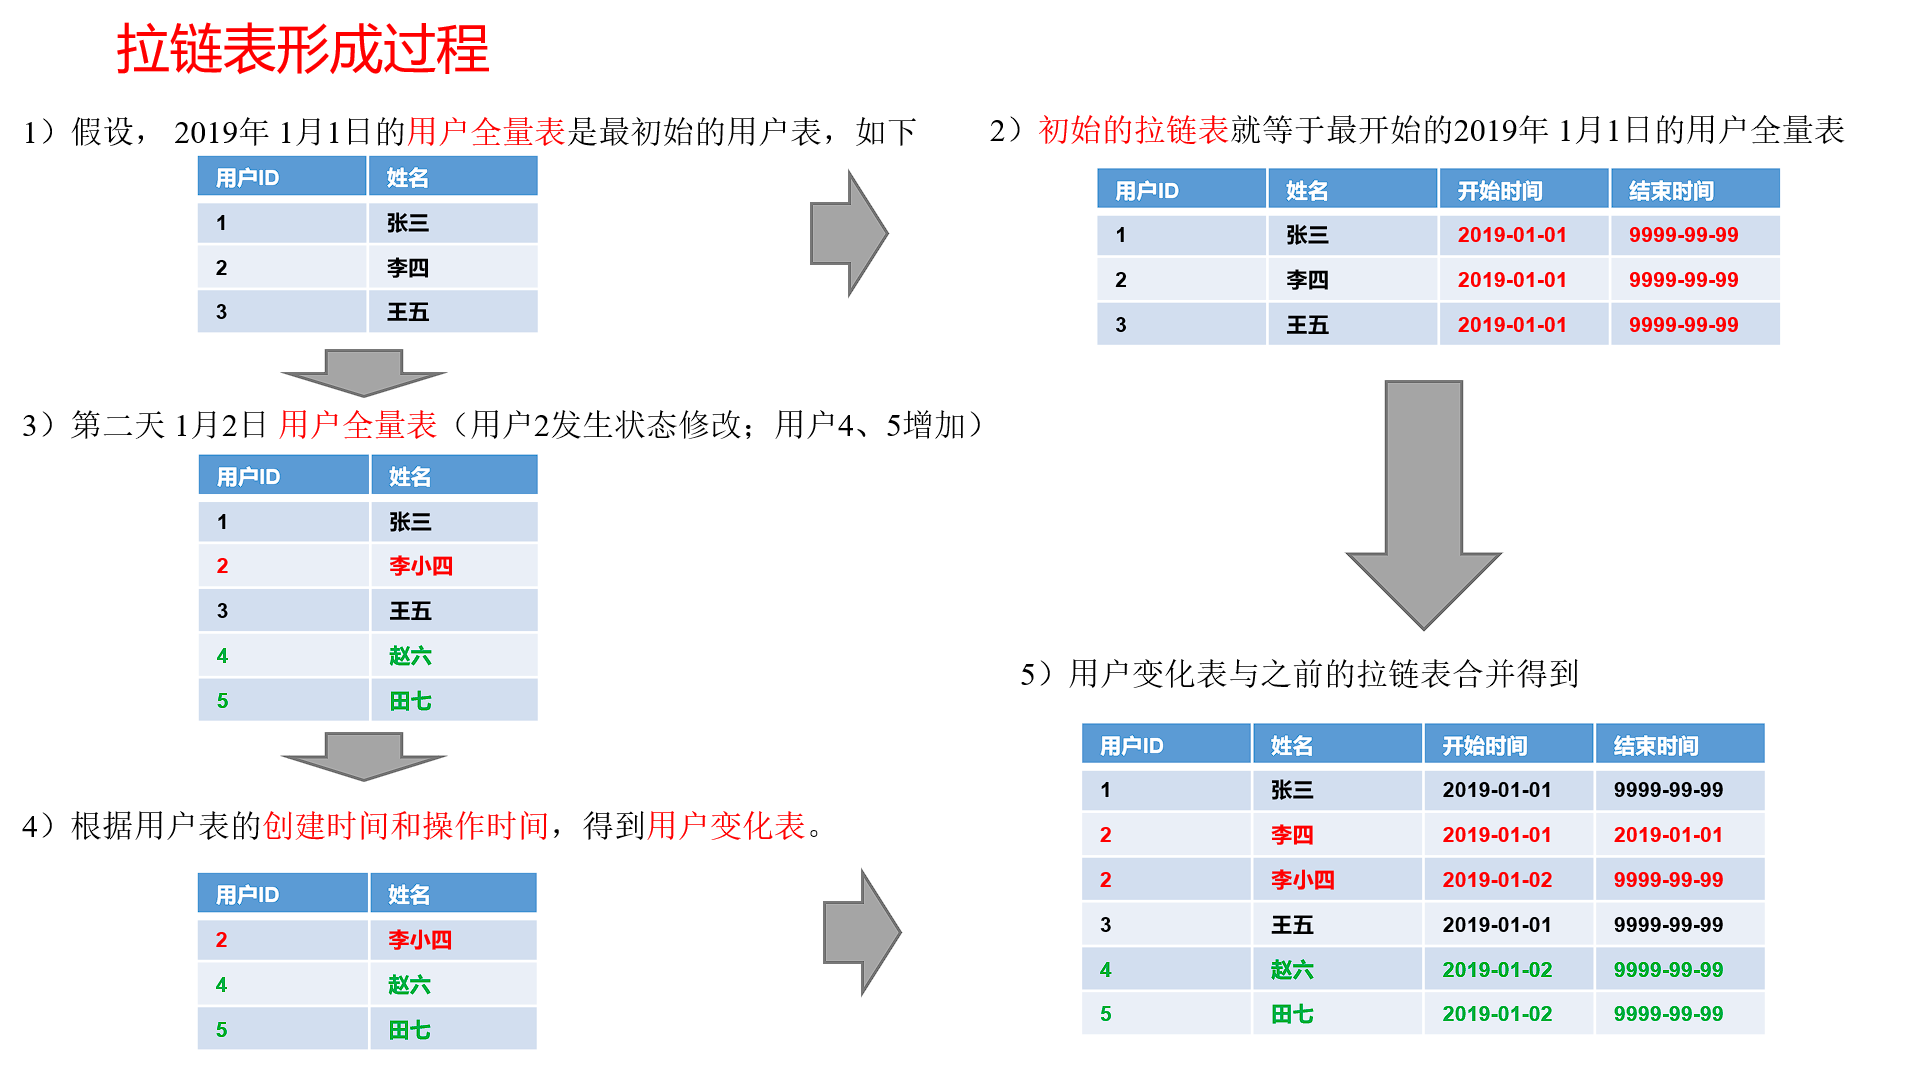 拉链表形成过程
1）假设， 2019年 1月1日的用户全量表是最初始的用户表，如下
用户ID 姓名
1 张三
2 李四
3 王五
2）初始的拉链表就等于最开始的2019年 1月1日的用户全量表
用户ID 姓名 开始时间 结束时间
1 张三 2019-01-01 9999-99-99
2 李四 2019-01-01 9999-99-99
3 王五 2019-01-01 9999-99-99
3）第二天 1月2日 用户全量表（用户2发生状态修改；用户4、5增加）
用户ID 姓名
1 张三
2 李小四
3 王五
4 赵六
5 田七
4）根据用户表的创建时间和操作时间，得到用户变化表。
用户ID 姓名
2 李小四
4 赵六
5 田七
5）用户变化表与之前的拉链表合并得到
用户ID 姓名 开始时间 结束时间
1 张三 2019-01-01 9999-99-99
2 李四 2019-01-01 2019-01-01
2 李小四 2019-01-02 9999-99-99
3 王五 2019-01-01 9999-99-99
4 赵六 2019-01-02 9999-99-99
5 田七 2019-01-02 9999-99-99